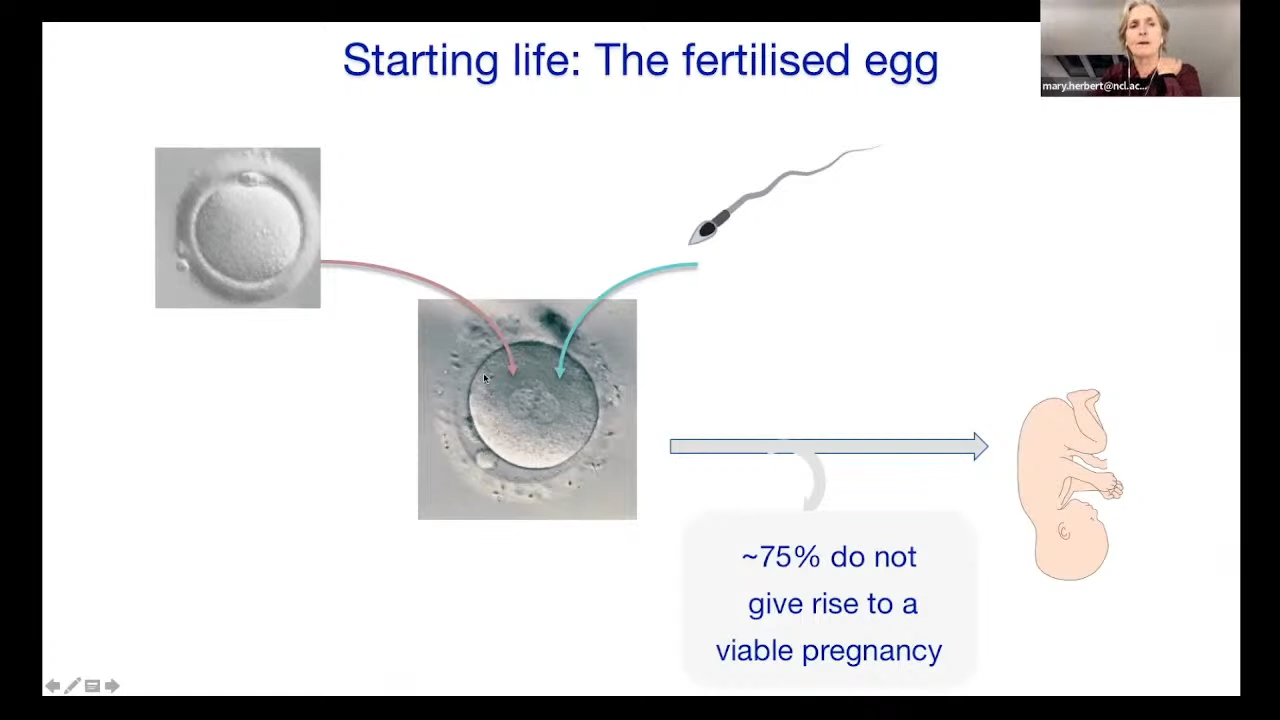 Starting life: The fertilised egg
mary.herbert@ncl.ac...
~75% do not
give rise to a
viable pregnancy